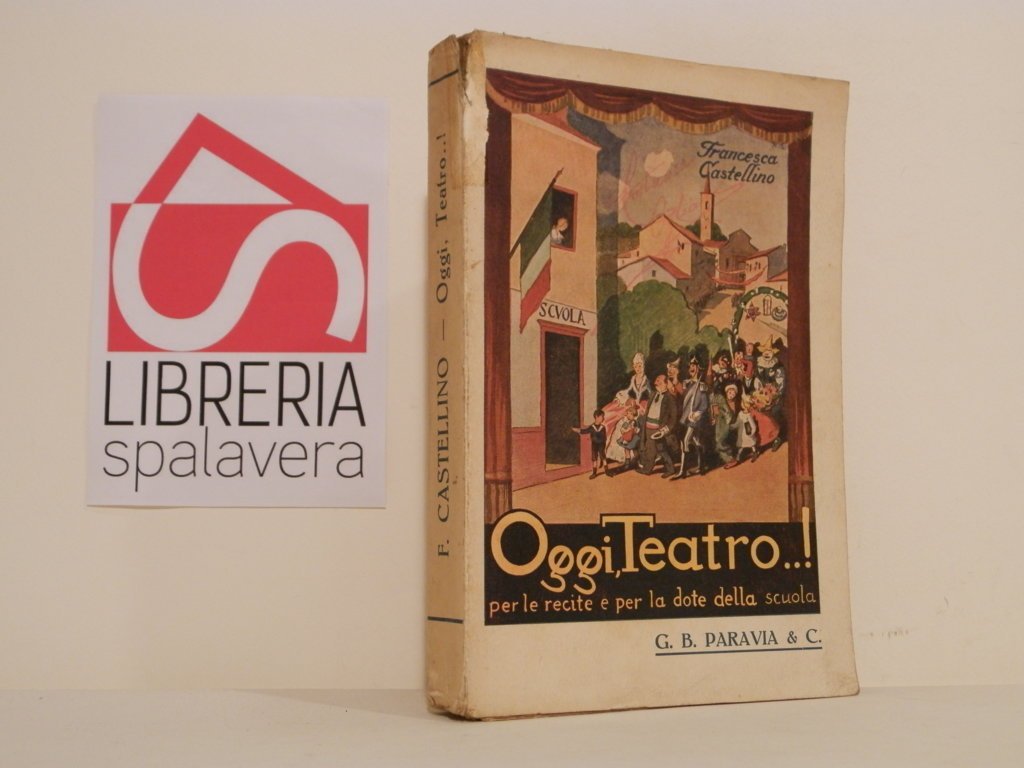 LIBRERIA
spalavera
F. CASTELLINO — Oggi, Teatro..!
Francesca
Castellino
SCVOLA
Oggi, Teatro..!
per le recite e per la dote della scuola
G. B. PARAVIA & C.